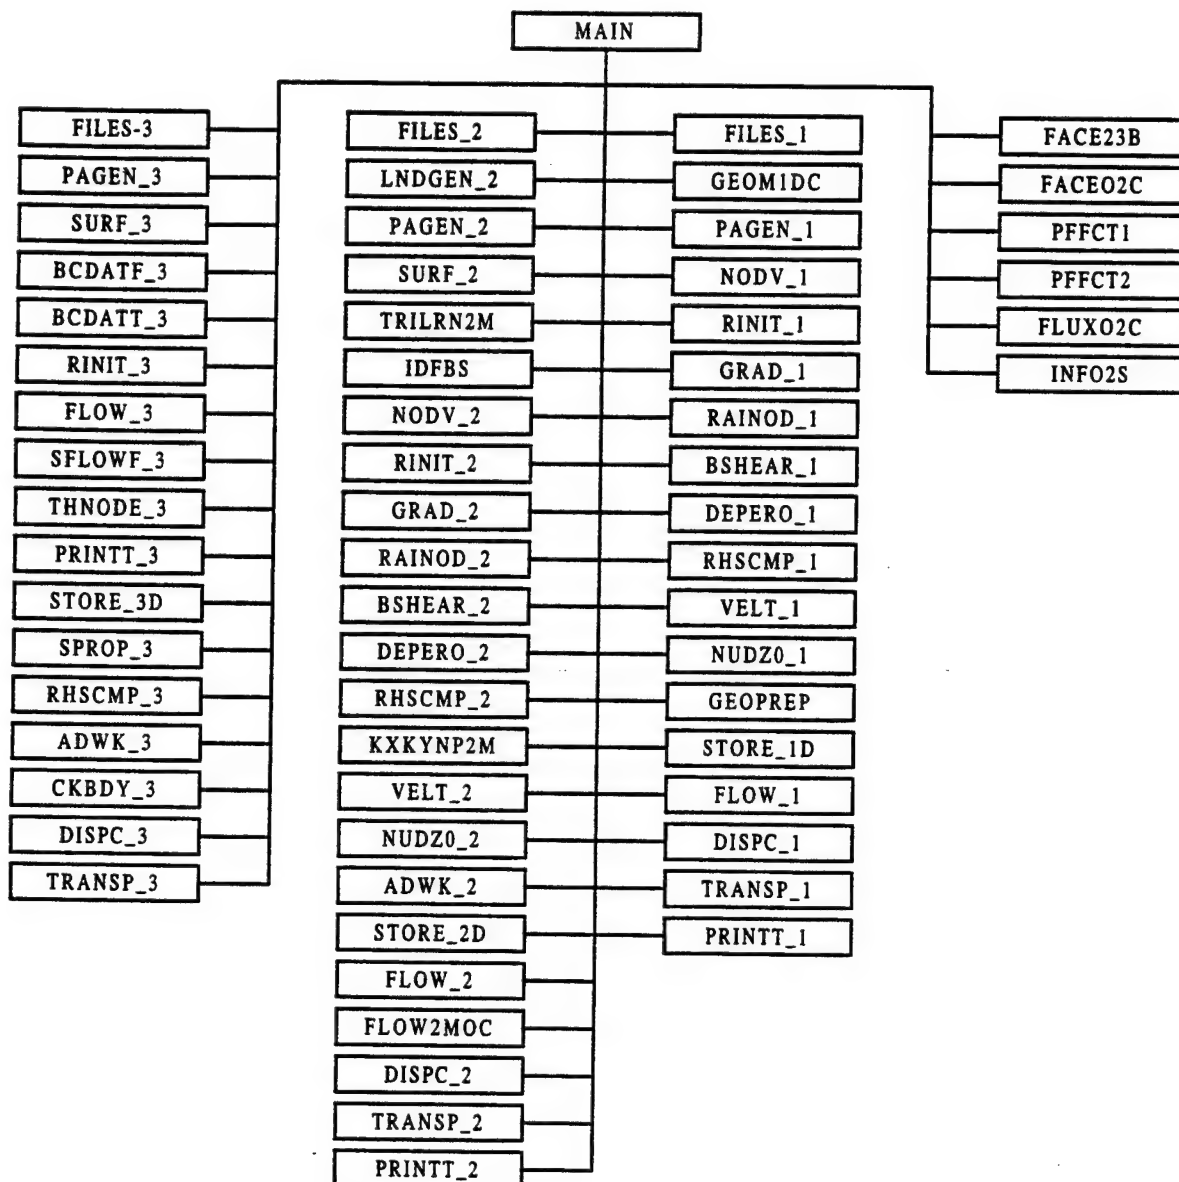 MAIN
FILES-3
PAGEN_3
SURF_3
BCDATF_3
BCDATT_3
RINIT_3
FLOW_3
SFLOWF_3
THNODE_3
PRINTT_3
STORE_3D
SPROP_3
RHSCMP_3
ADWK_3
CKBDY_3
DISPC_3
TRANSP_3
FILES_2
LNDGEN_2
PAGEN_2
SURF_2
TRILRN2M
IDFBS
NODV_2
RINIT_2
GRAD_2
RAINOD_2
BSHEAR_2
DEPERO_2
RHSCMP_2
KXKYNP2M
VELT_2
NUDZ0_2
ADWK_2
STORE_2D
FLOW_2
FLOW2MOC
DISPC_2
TRANSP_2
PRINTT_2
FILES_1
GEOM1DC
PAGEN_1
NODV_1
RINIT_1
GRAD_1
RAINOD_1
BSHEAR_1
DEPERO_1
RHSCMP_1
VELT_1
NUDZ0_1
GEOPREP
STORE_1D
FLOW_1
DISPC_1
TRANSP_1
PRINTT_1
FACE23B
FACEO2C
PFFCT1
PFFCT2
FLUXO2C
INFO2S